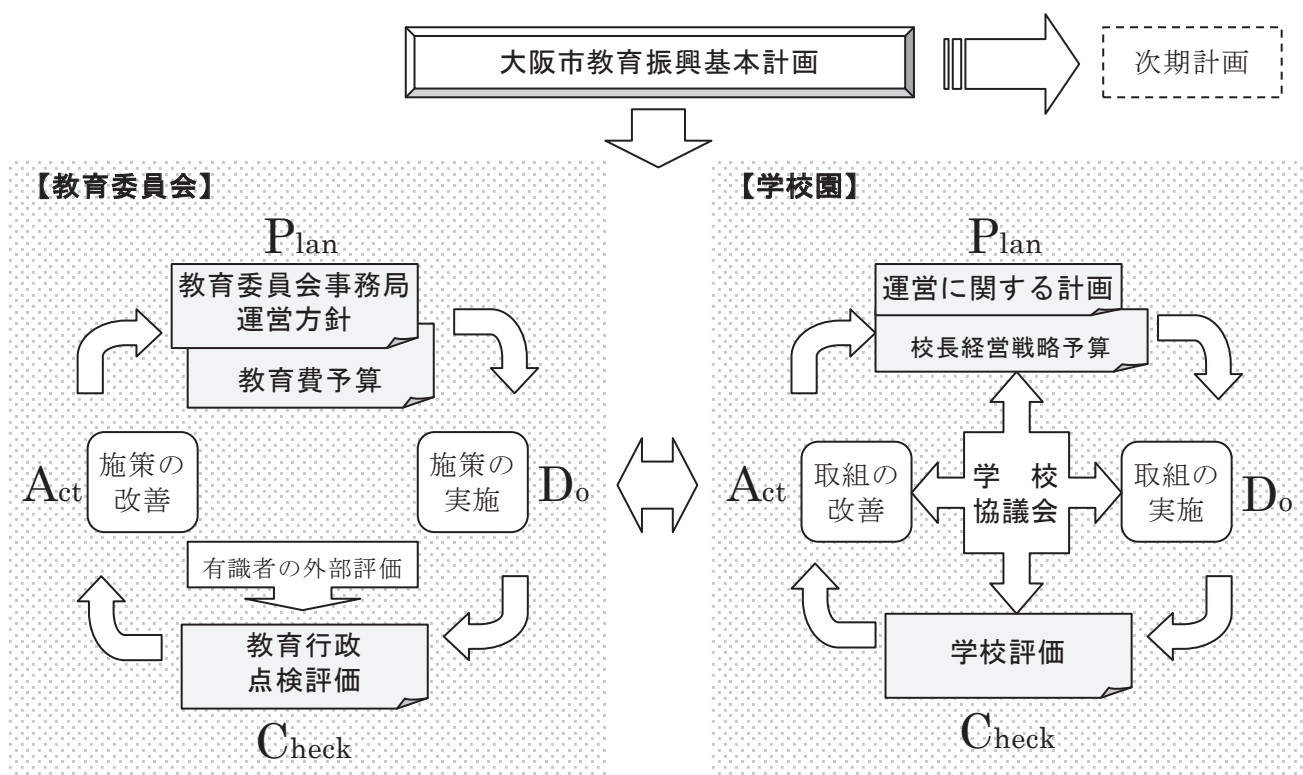 大阪市教育振興基本計画
次期計画
【教育委員会】
Plan
教育委員会事務局
運営方針
教育費予算
Act
施策の
改善
施策の
実施
Do
有識者の外部評価
教育行政
点検評価
Check
【学校園】
Plan
運営に関する計画
校長経営戦略予算
Act
取組の
改善
学 校
協議会
取組の
実施
Do
学校評価
Check